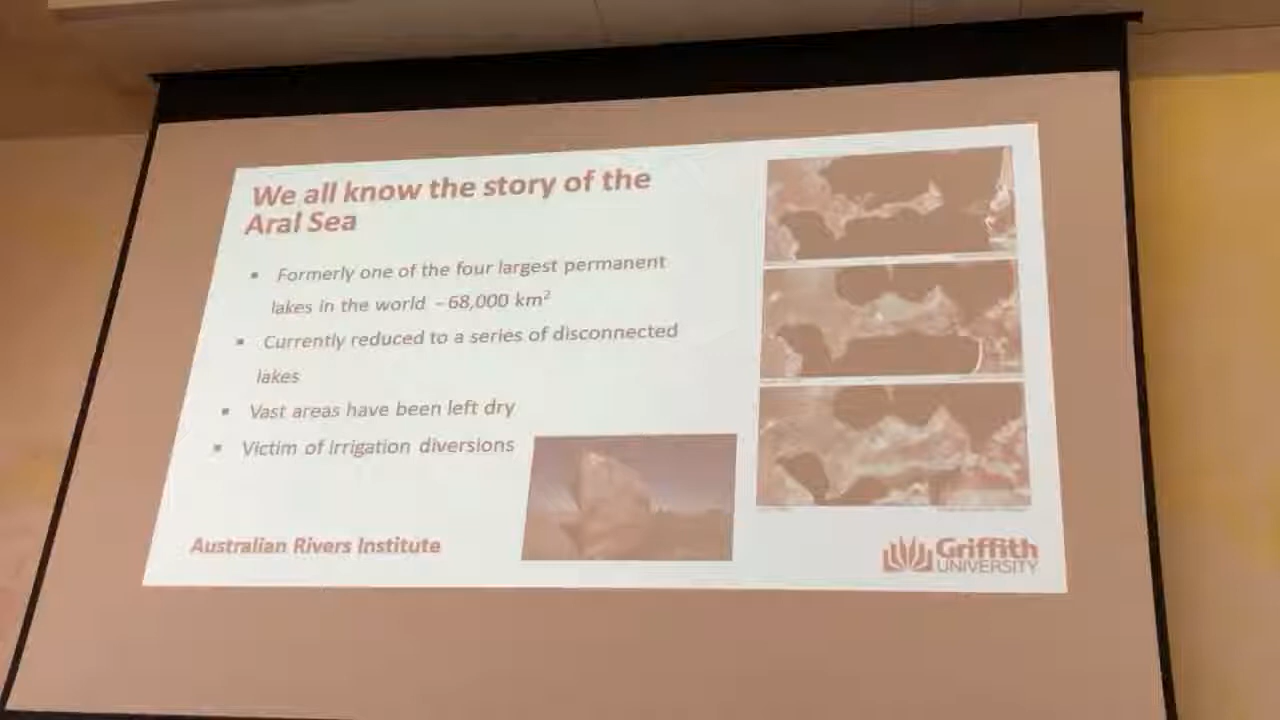 We all know the story of the
Aral Sea
▪ Formerly one of the four largest permanent
lakes in the world - 68,000 km²
▪ Currently reduced to a series of disconnected
lakes
▪ Vast areas have been left dry
▪ Victim of irrigation diversions
Australian Rivers Institute
Griffith
UNIVERSITY